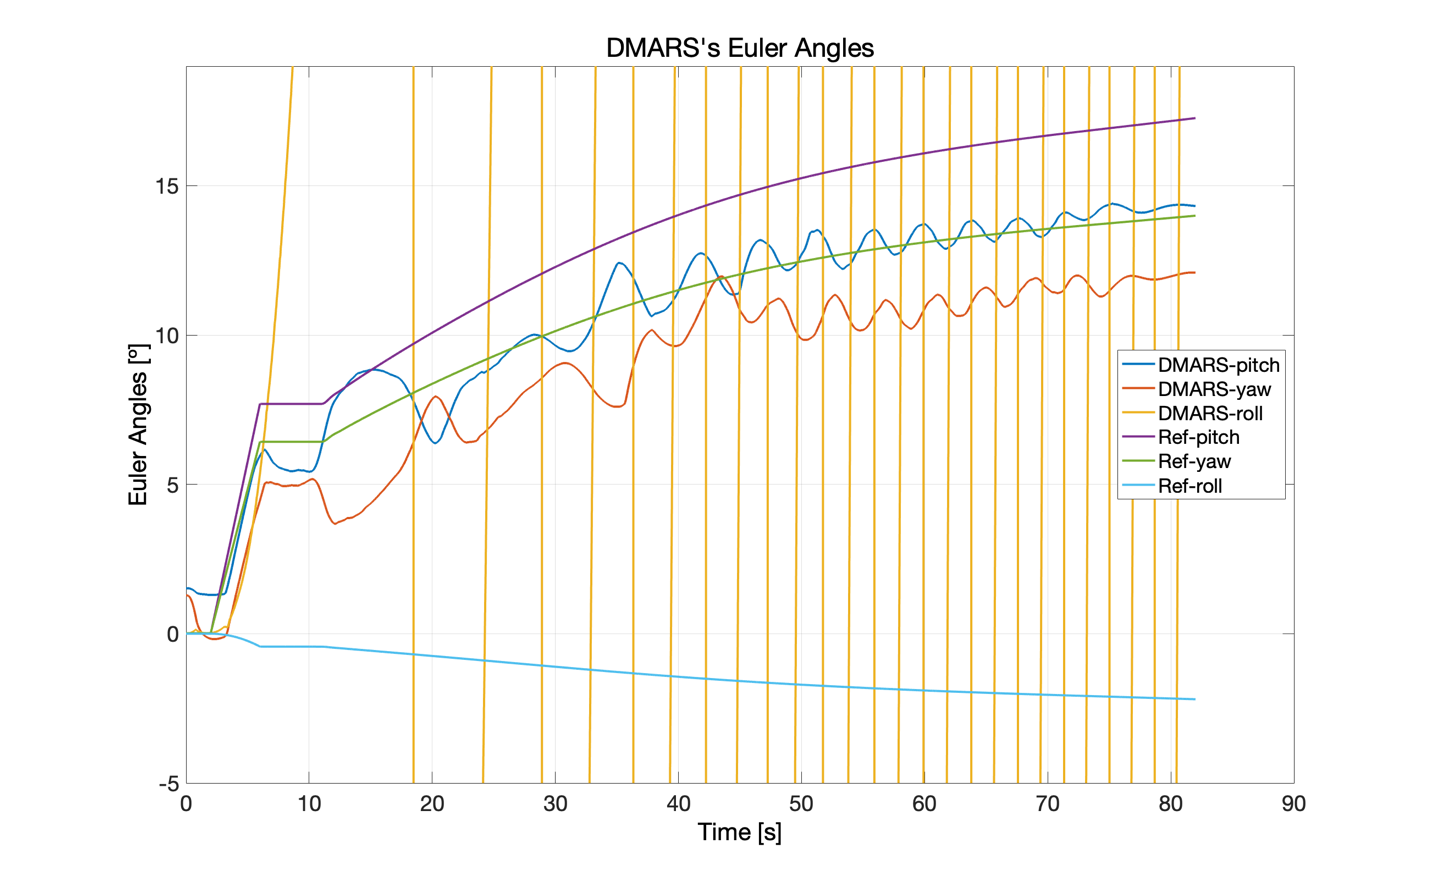 DMARS's Euler Angles
Euler Angles [º]
15
10
5
0
-5
0 10 20 30 40 50 60 70 80 90
Time [s]
DMARS-pitch
DMARS-yaw
DMARS-roll
Ref-pitch
Ref-yaw
Ref-roll